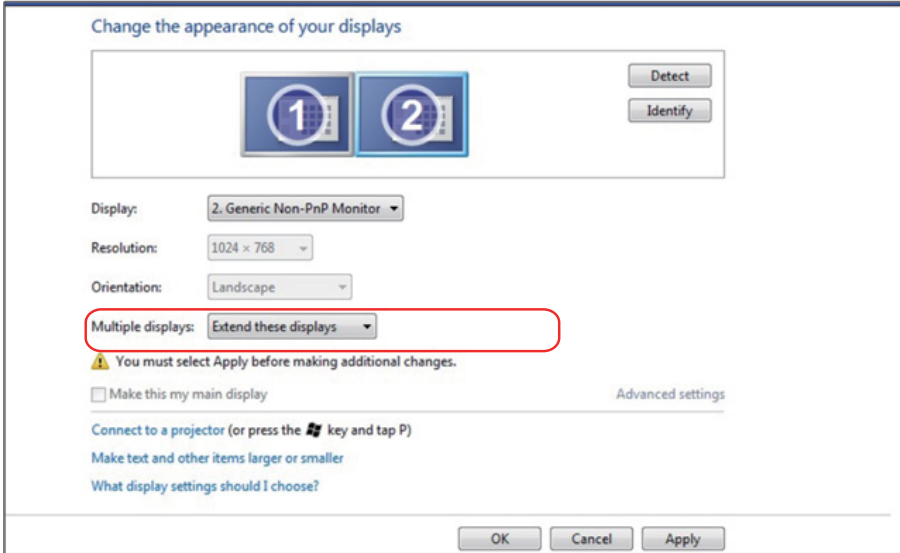 Change the appearance of your displays
1 2
Detect
Identify
Display: 2. Generic Non-PnP Monitor
Resolution: 1024 × 768
Orientation: Landscape
Multiple displays: Extend these displays
You must select Apply before making additional changes.
Make this my main display Advanced settings
Connect to a projector (or press the key and tap P)
Make text and other items larger or smaller
What display settings should I choose?
OK Cancel Apply